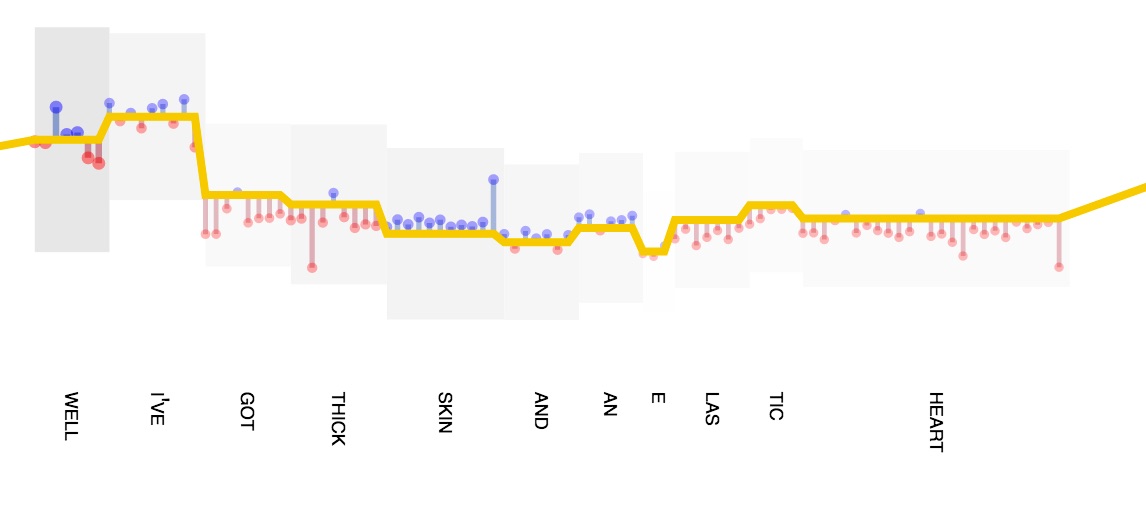 WELL
I'VE
GOT
THICK
SKIN
AND
AN
E
LAS
TIC
HEART